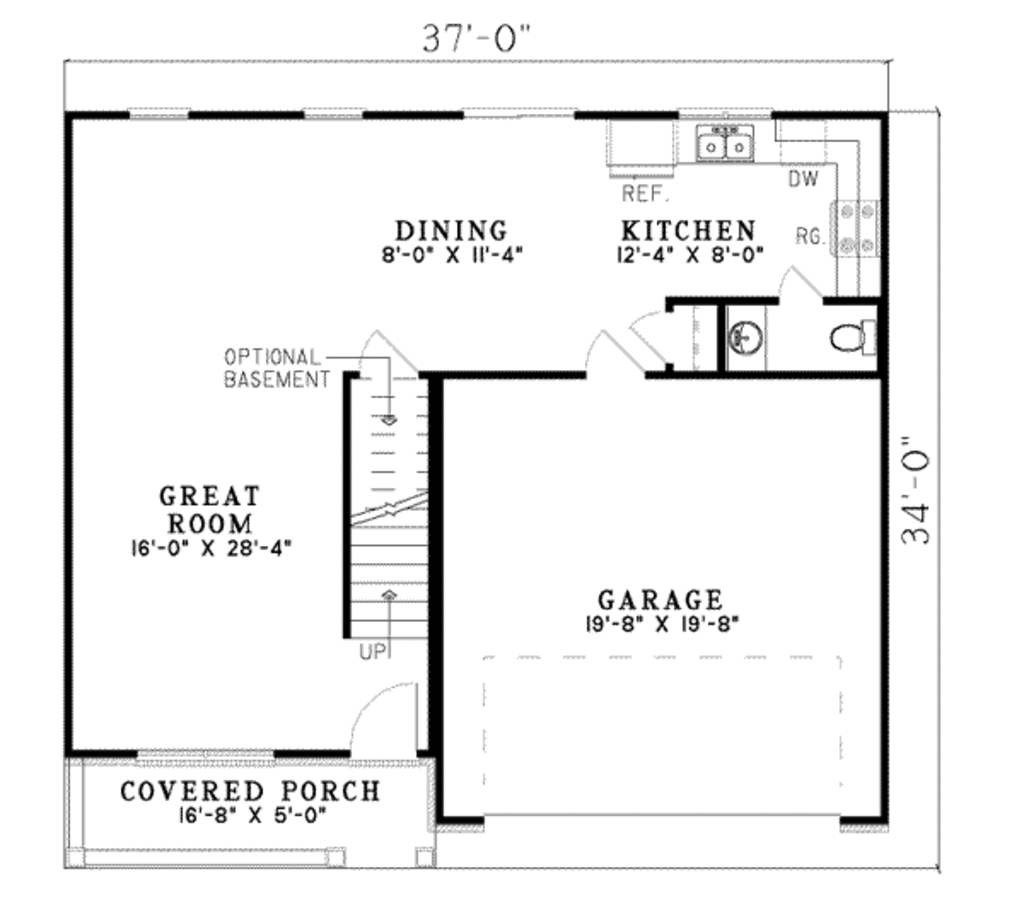 37'-0"
REF.
DW
DINING
8'-0" X 11'-4"
KITCHEN
12'-4" X 8'-0"
RG.
OPTIONAL
BASEMENT
34'-0"
GREAT
ROOM
16'-0" X 28'-4"
GARAGE
19'-8" X 19'-8"
UP
COVERED PORCH
16'-8" X 5'-0"